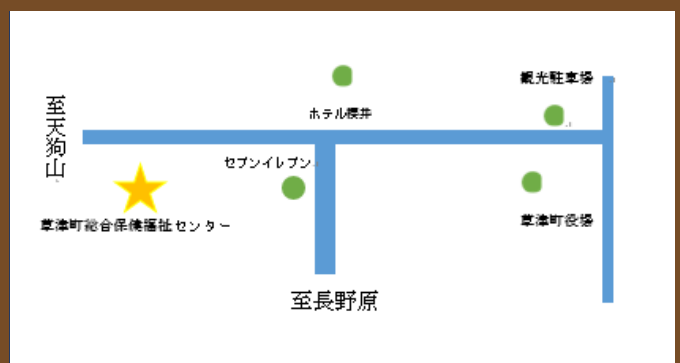 観光駐車場
至天狗山
ホテル櫻井
セブンイレブン
草津町役場
草津町総合保健福祉センター
至長野原